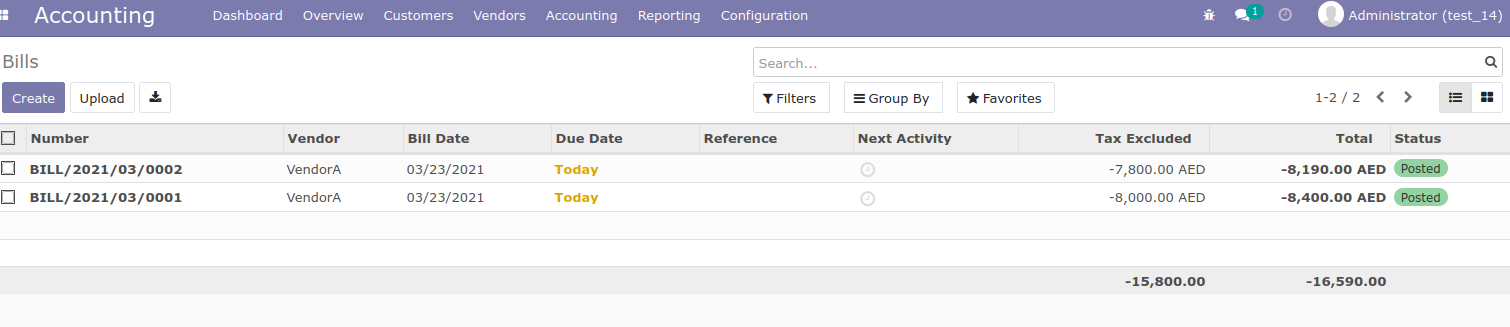 Accounting Dashboard Overview Customers Vendors Accounting Reporting Configuration 1 Administrator (test_14)
Bills Search...
Create Upload Filters Group By Favorites 1-2 / 2
Number Vendor Bill Date Due Date Reference Next Activity Tax Excluded Total Status
BILL/2021/03/0002 VendorA 03/23/2021 Today -7,800.00 AED -8,190.00 AED Posted
BILL/2021/03/0001 VendorA 03/23/2021 Today -8,000.00 AED -8,400.00 AED Posted
-15,800.00 -16,590.00